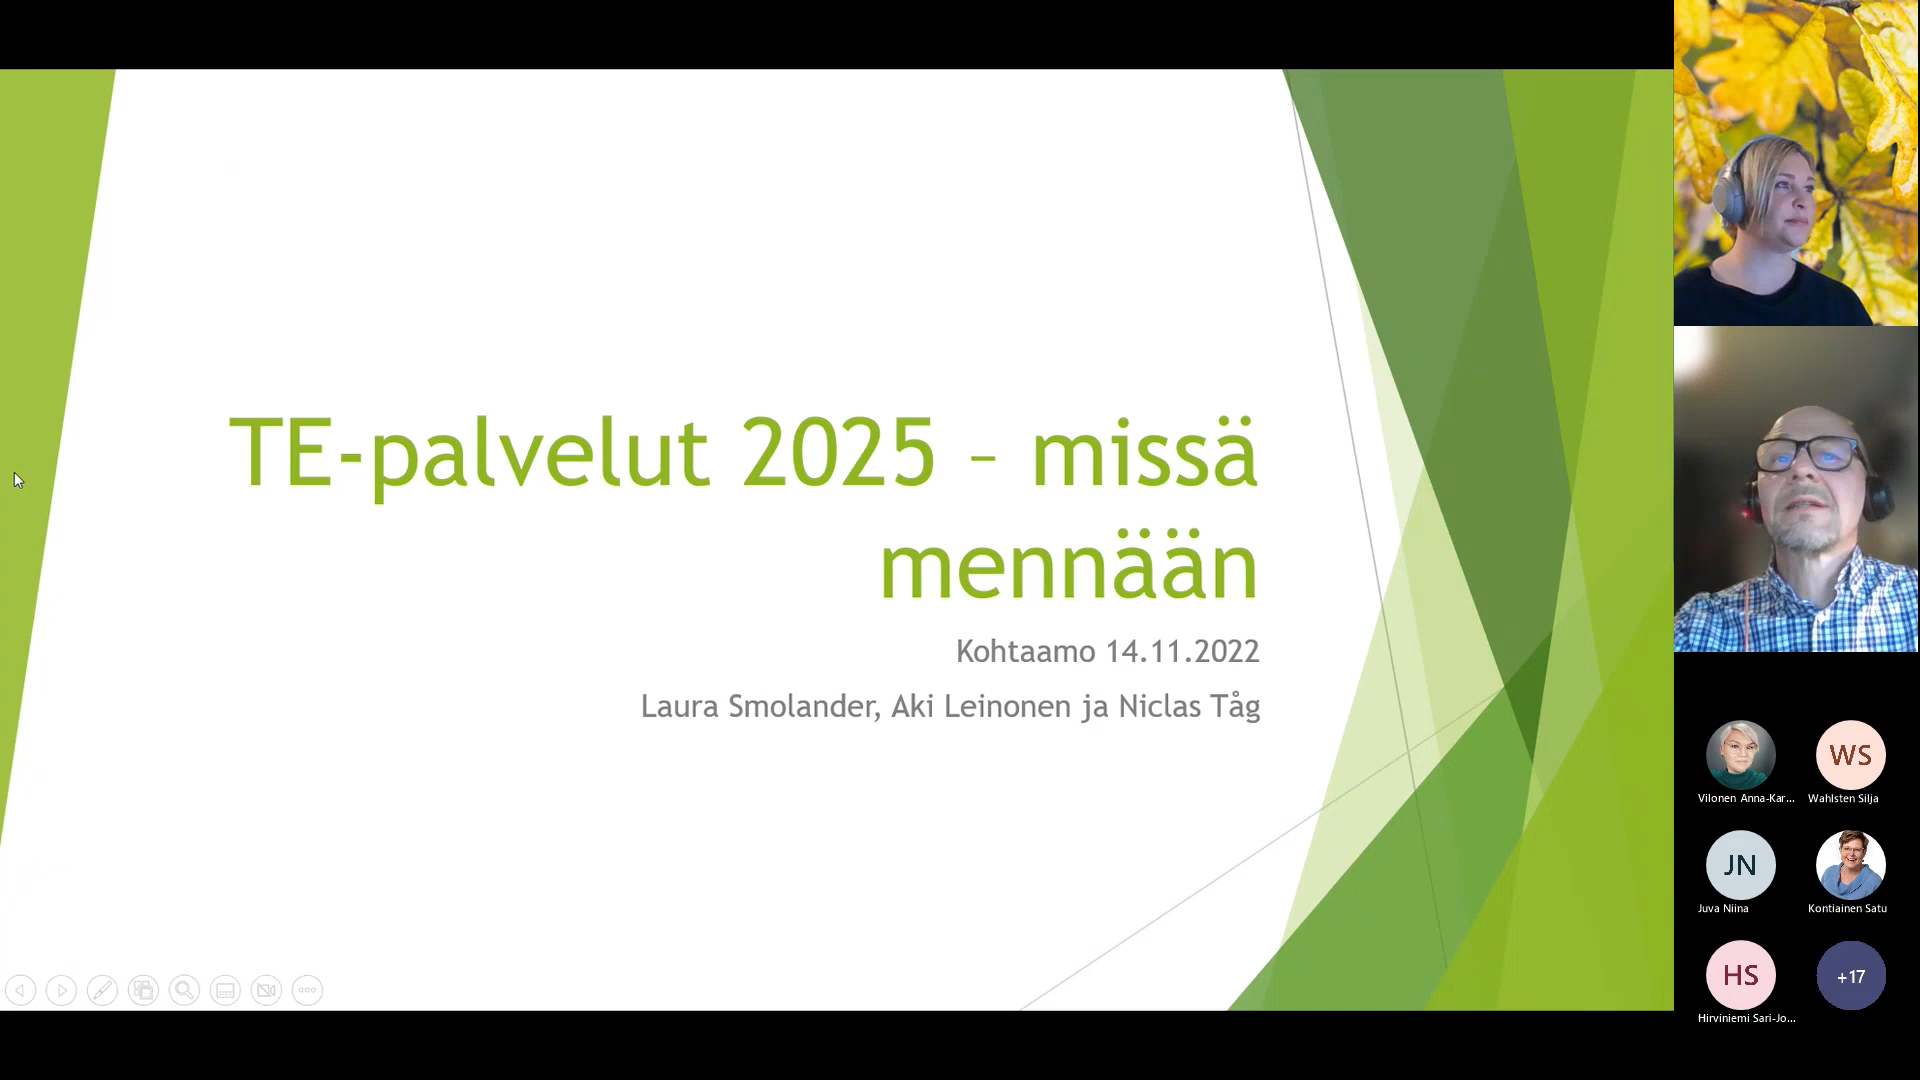 TE-palvelut 2025 – missä
mennään
Kohtaamo 14.11.2022
Laura Smolander, Aki Leinonen ja Niclas Tåg
WS
Vilonen Anna-Kar...
Wahlsten Silja
JN
Juva Niina
Kontiainen Satu
HS
+17
Hirviniemi Sari-Jo...